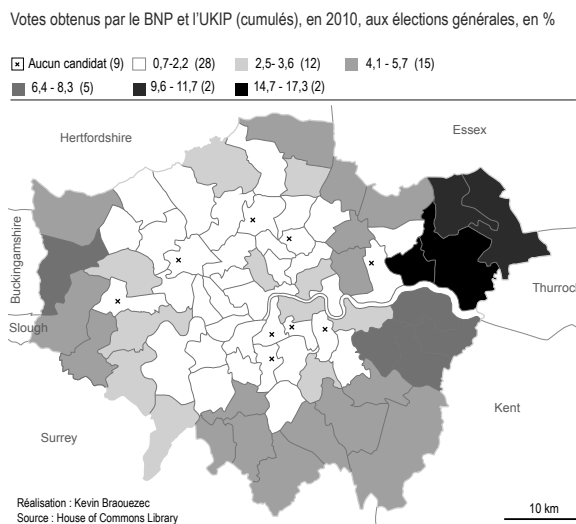 Votes obtenus par le BNP et l'UKIP (cumulés), en 2010, aux élections générales, en %
Aucun candidat (9) 0,7-2,2 (28) 2,5- 3,6 (12) 4,1 - 5,7 (15)
6,4 - 8,3 (5) 9,6 - 11,7 (2) 14,7 - 17,3 (2)
Hertfordshire
Essex
Buckingamshire
Thurrock
Slough
Kent
Surrey
Réalisation : Kevin Braouezec
Source : House of Commons Library
10 km